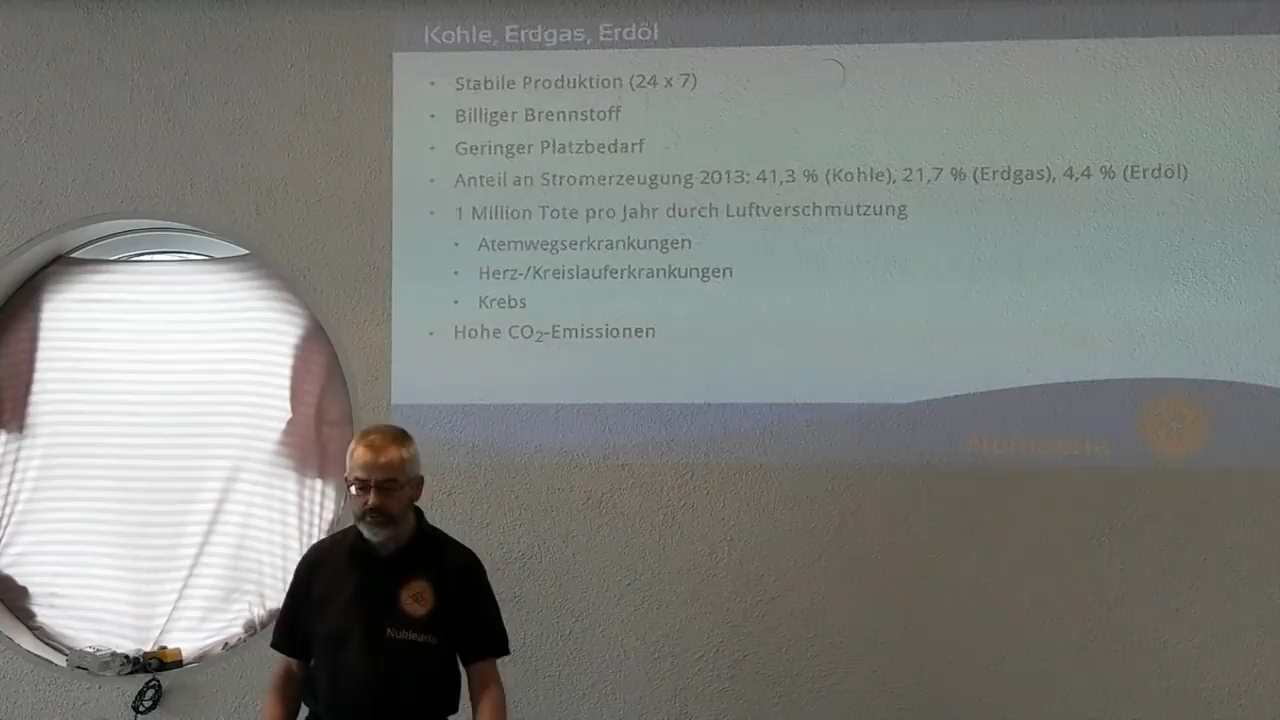 Kohle, Erdgas, Erdöl
• Stabile Produktion (24 x 7)
• Billiger Brennstoff
• Geringer Platzbedarf
• Anteil an Stromerzeugung 2013: 41,3 % (Kohle), 21,7 % (Erdgas), 4,4 % (Erdöl)
• 1 Million Tote pro Jahr durch Luftverschmutzung
• Atemwegserkrankungen
• Herz-/Kreislauferkrankungen
• Krebs
• Hohe CO₂-Emissionen
Nuklearia
Nuklearia